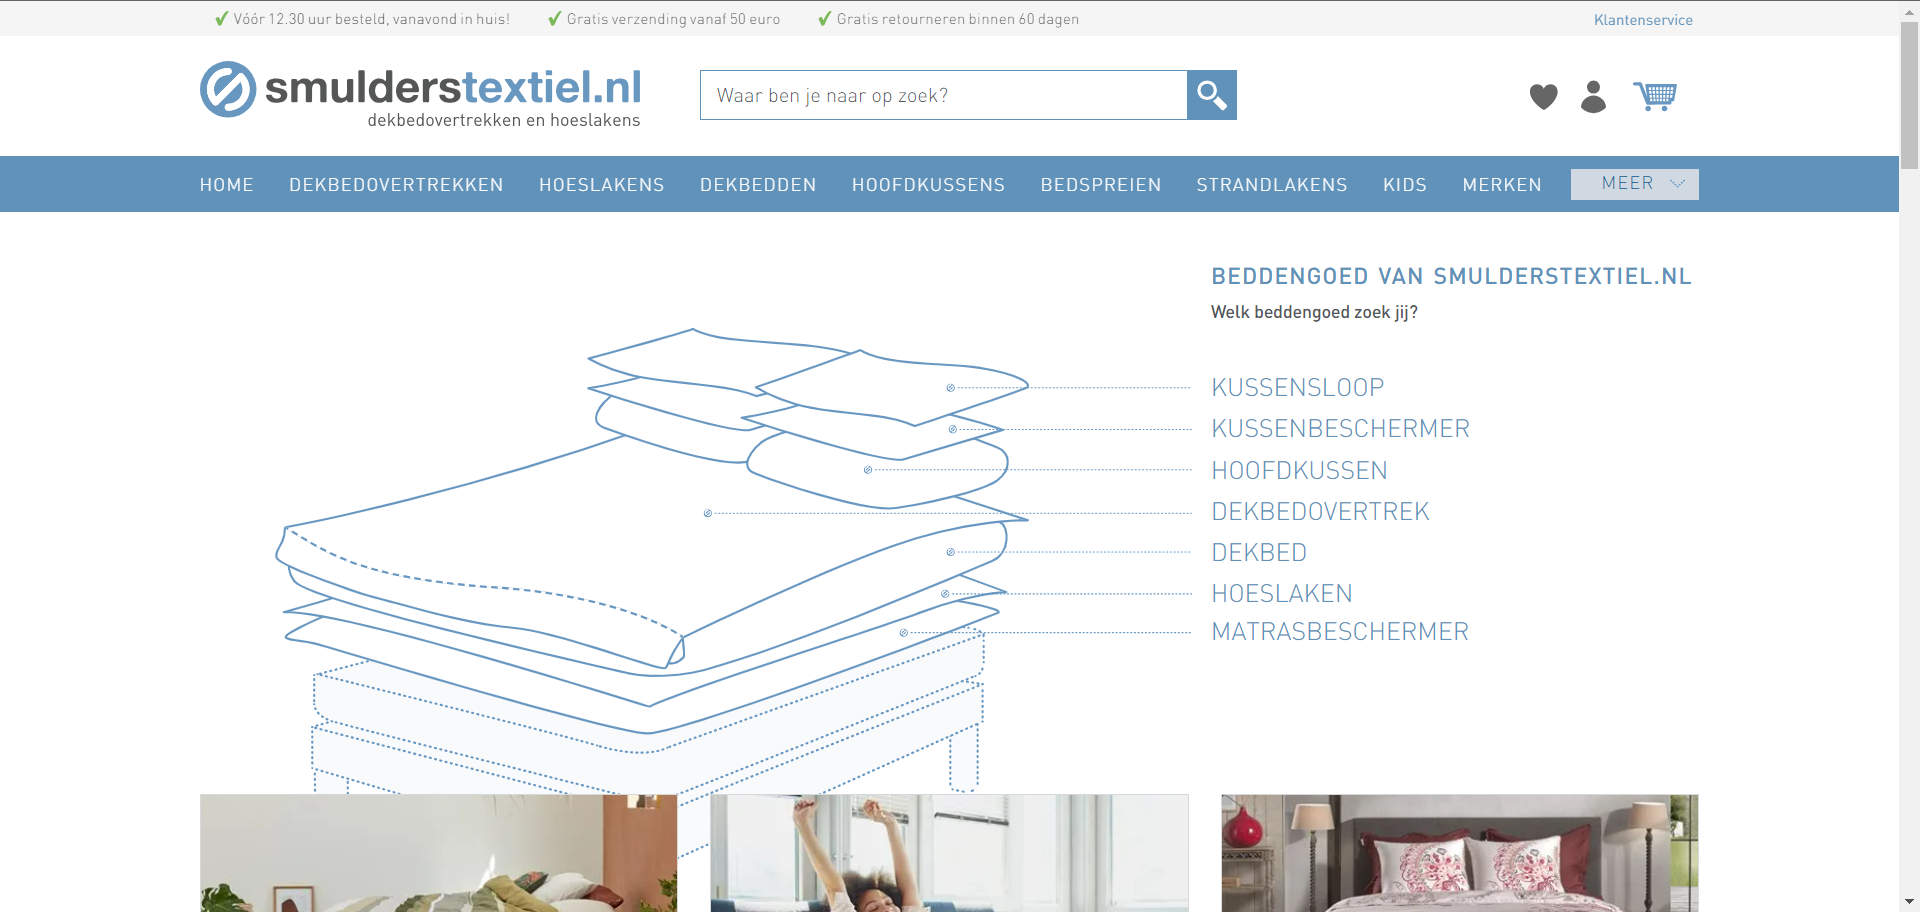 Vóór 12.30 uur besteld, vanavond in huis! Gratis verzending vanaf 50 euro Gratis retourneren binnen 60 dagen Klantenservice
smulderstextiel.nl
dekbedovertrekken en hoeslakens
Waar ben je naar op zoek?
HOME DEKBEDOVERTREKKEN HOESLAKENS DEKBEDDEN HOOFDKUSSENS BEDSPREIEN STRANDLAKENS KIDS MERKEN MEER
BEDDENGOED VAN SMULDERSTEXTIEL.NL
Welk beddengoed zoek jij?
KUSSENSLOOP
KUSSENBESCHERMER
HOOFDKUSSEN
DEKBEDOVERTREK
DEKBED
HOESLAKEN
MATRASBESCHERMER